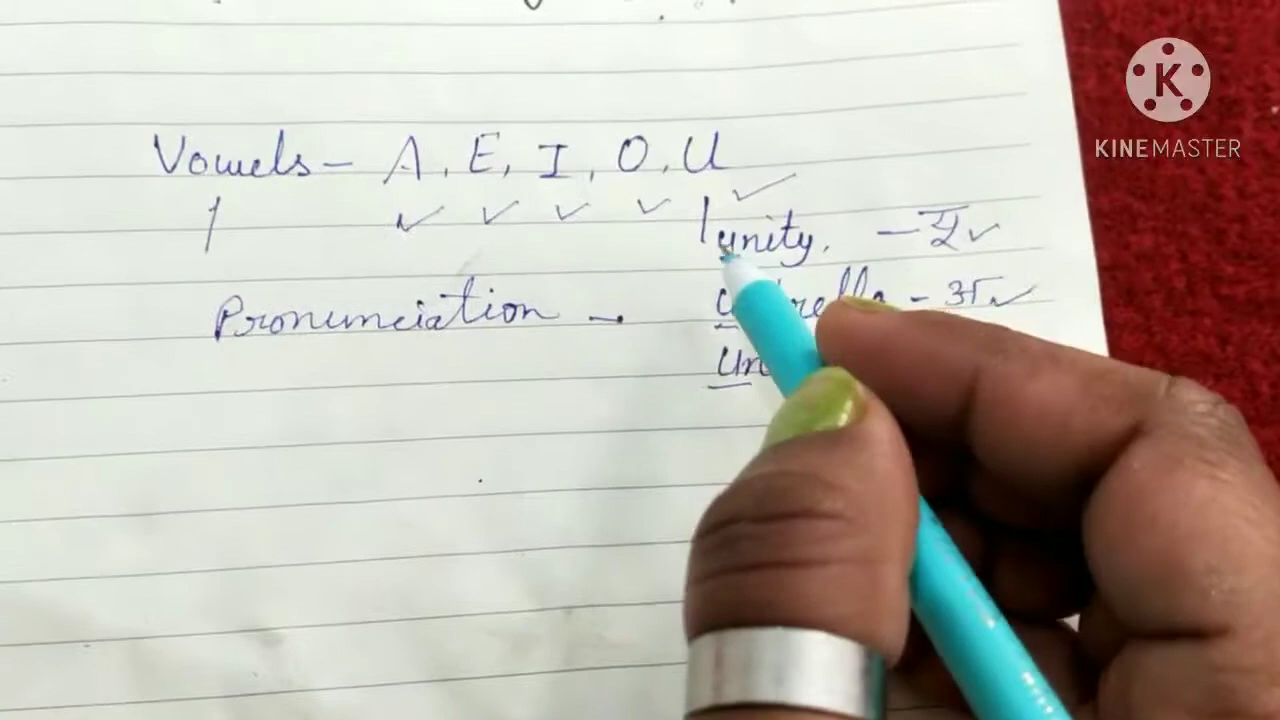 Vowels - A, E, I, O, U
unity, - यू
- अ
Pronunciation -
KINEMASTER